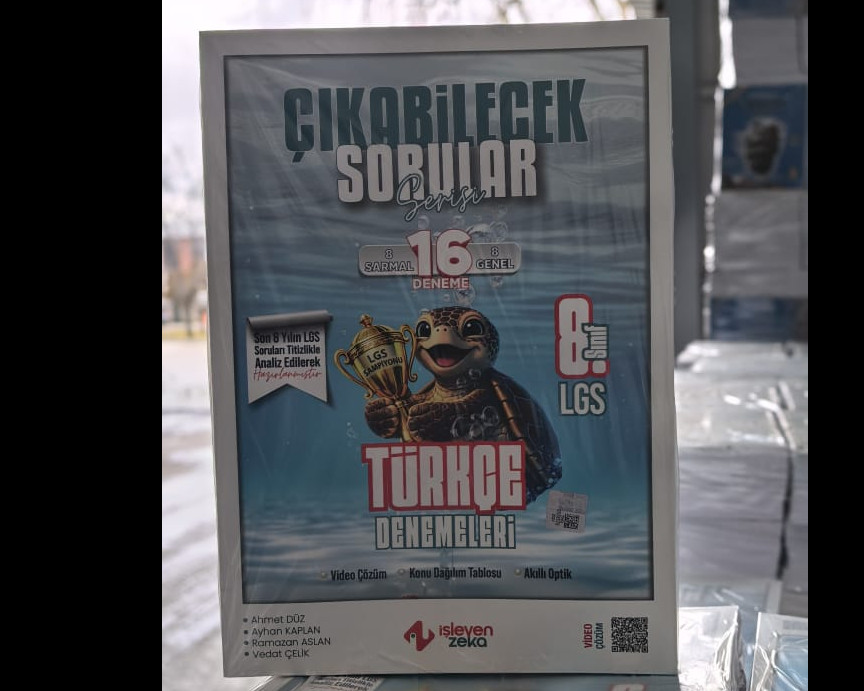 ÇIKABİLECEK
SORULAR
Serisi
8
SARMAL
16
DENEME
8
GENEL
Son 8 Yılın LGS
Soruları Titizlikle
Analiz Edilerek
Hazırlanmıştır
LGS
ŞAMPİYONU
8.
Sınıf
LGS
TÜRKÇE
DENEMELERİ
Video Çözüm
Konu Dağılım Tablosu
Akıllı Optik
Ahmet DÜZ
Ayhan KAPLAN
Ramazan ASLAN
Vedat ÇELİK
işleyen
zeka
VİDEO
ÇÖZÜM
Analiz Edilerek